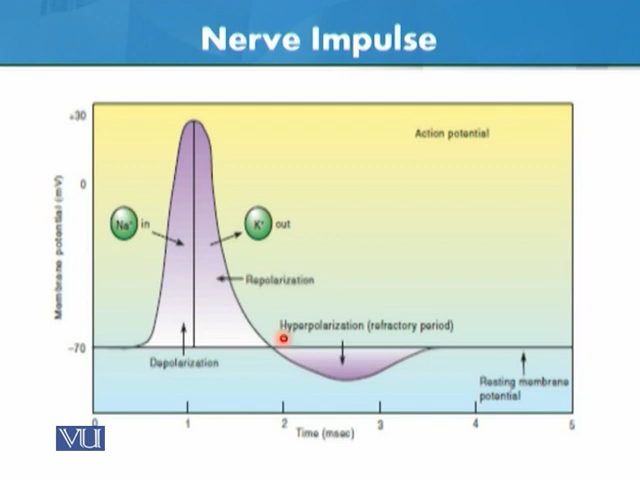 Nerve Impulse
+30
Action potential
0
Na+ in
K+ out
Repolarization
Hyperpolarization (refractory period)
-70
Depolarization
Resting membrane
potential
Membrane potential (mV)
0
1
2
3
4
5
Time (msec)
VU